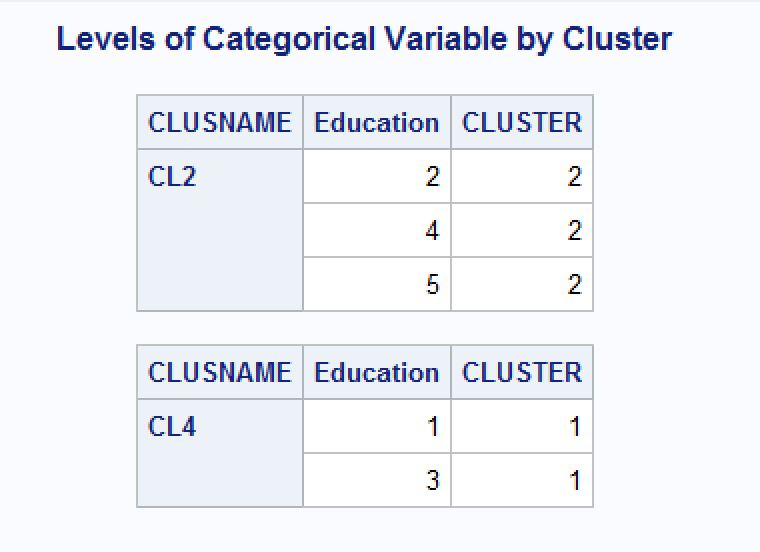 Levels of Categorical Variable by Cluster
CLUSNAME Education CLUSTER
CL2 2 2
4 2
5 2
CLUSNAME Education CLUSTER
CL4 1 1
3 1